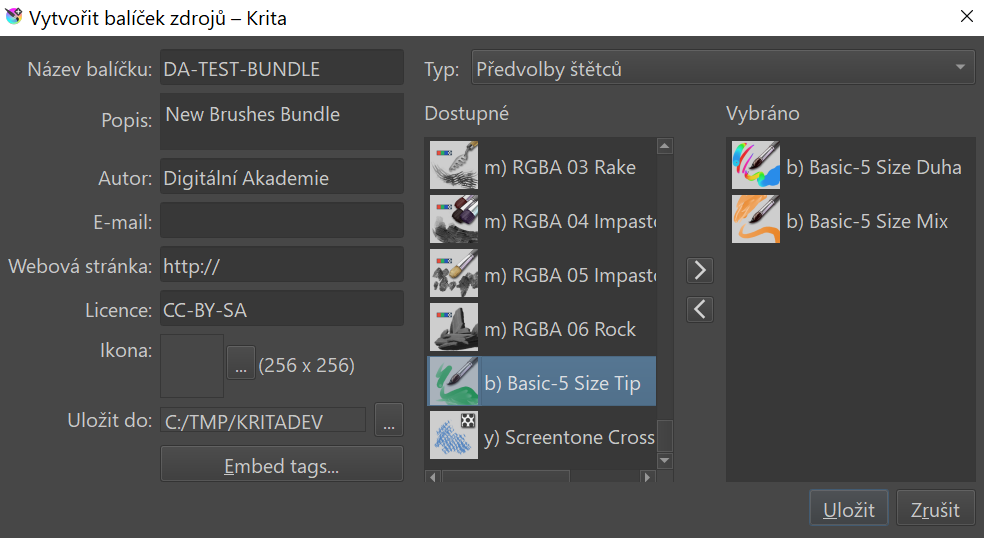 Vytvořit balíček zdrojů – Krita
Název balíčku: DA-TEST-BUNDLE
Popis: New Brushes Bundle
Autor: Digitální Akademie
E-mail:
Webová stránka: http://
Licence: CC-BY-SA
Ikona: ... (256 x 256)
Uložit do: C:/TMP/KRITADEV ...
Embed tags...
Typ: Předvolby štětců
Dostupné
m) RGBA 03 Rake
m) RGBA 04 Impasto
m) RGBA 05 Impasto
m) RGBA 06 Rock
b) Basic-5 Size Tip
y) Screentone Cross
Vybráno
b) Basic-5 Size Duha
b) Basic-5 Size Mix
Uložit
Zrušit